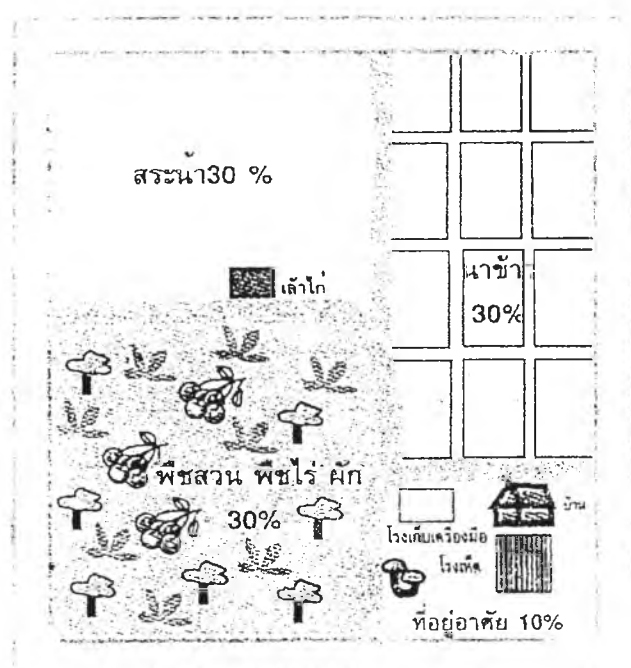 สระน้ำ30 %
เล้าไก่
นาข้าว
30%
พืชสวน พืชไร่ ผัก
30%
บ้าน
โรงเก็บเครื่องมือ
โรงเห็ด
ที่อยู่อาศัย 10%